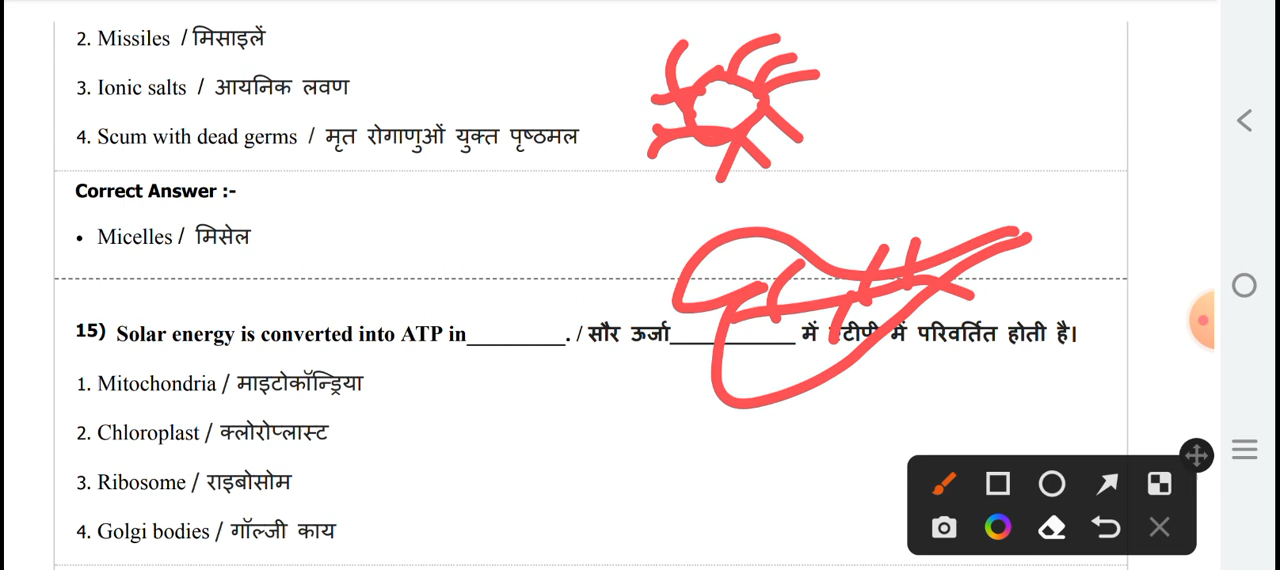 2. Missiles / मिसाइलें
3. Ionic salts / आयनिक लवण
4. Scum with dead germs / मृत रोगाणुओं युक्त पृष्ठमल
Correct Answer :-
• Micelles / मिसेल
15) Solar energy is converted into ATP in_________. / सौर ऊर्जा___________ में एटीपी में परिवर्तित होती है।
1. Mitochondria / माइटोकॉन्ड्रिया
2. Chloroplast / क्लोरोप्लास्ट
3. Ribosome / राइबोसोम
4. Golgi bodies / गॉल्जी काय